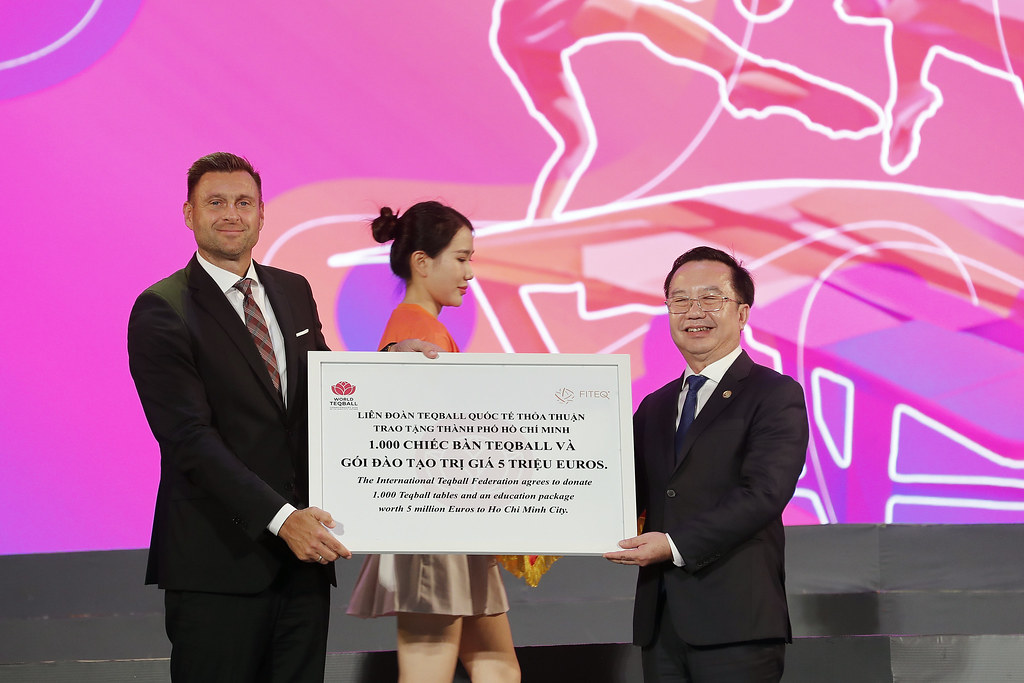 WORLD
TEQBALL
FITEQ
LIÊN ĐOÀN TEQBALL QUỐC TẾ THỎA THUẬN
TRAO TẶNG THÀNH PHỐ HỒ CHÍ MINH
1.000 CHIẾC BÀN TEQBALL VÀ
GÓI ĐÀO TẠO TRỊ GIÁ 5 TRIỆU EUROS.
The International Teqball Federation agrees to donate
1.000 Teqball tables and an education package
worth 5 million Euros to Ho Chi Minh City.